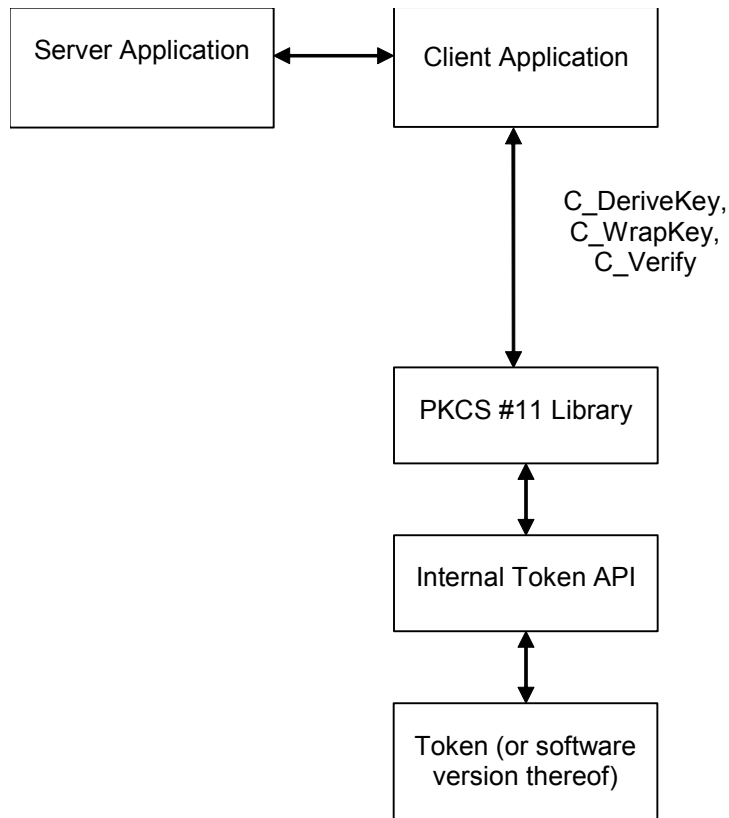 Server Application
Client Application
C_DeriveKey,
C_WrapKey,
C_Verify
PKCS #11 Library
Internal Token API
Token (or software
version thereof)